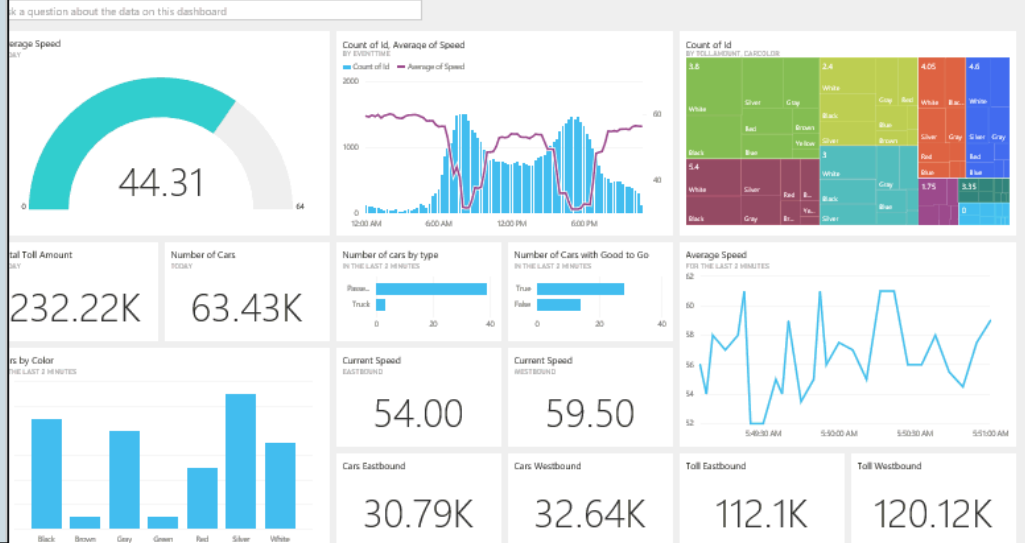 sk a question about the data on this dashboard
erage Speed
DAY
44.31
0
64
Count of Id, Average of Speed
BY EVENTTIME
Count of Id
Average of Speed
2000
1000
0
60
40
12:00 AM
6:00 AM
12:00 PM
6:00 PM
Count of Id
BY TOLLAMOUNT, CARCOLOR
3.8
White
Silver
Gray
Red
Brown
Yellow
Black
Blue
2.4
White
Gray
Red
Black
Blue
Silver
Brown
4.05
White
Bac...
Silver
Gray
Red
Blue
4.6
White
Silver
Gray
Red
Blue
5.4
White
Silver
Red
B...
Black
Gray
Br...
Ye...
3
White
Gray
Black
Blue
Silver
1.75
3.35
0
tal Toll Amount
TODAY
232.22K
Number of Cars
TODAY
63.43K
Number of cars by type
IN THE LAST 2 MINUTES
Passe...
Truck
0
20
40
Number of Cars with Good to Go
IN THE LAST 2 MINUTES
True
False
0
20
40
Average Speed
FOR THE LAST 2 MINUTES
62
60
58
56
54
52
5:49:30 AM
5:50:00 AM
5:50:30 AM
5:51:00 AM
rs by Color
THE LAST 2 MINUTES
Black
Brown
Gray
Green
Red
Silver
White
Current Speed
EASTBOUND
54.00
Current Speed
WESTBOUND
59.50
Cars Eastbound
30.79K
Cars Westbound
32.64K
Toll Eastbound
112.1K
Toll Westbound
120.12K